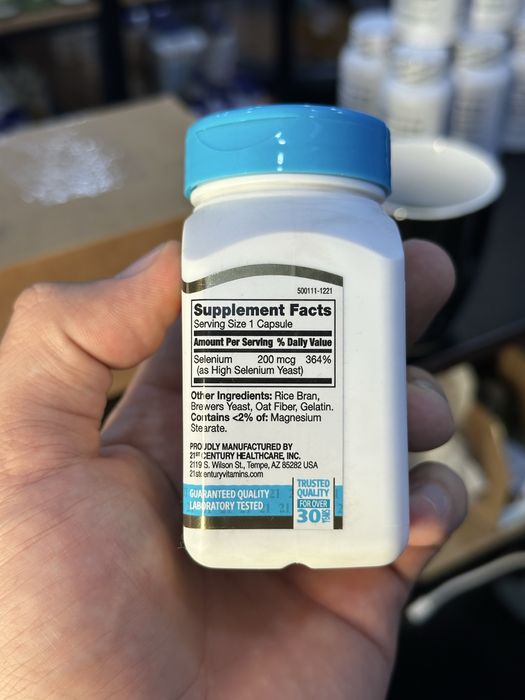 500111-1221
Supplement Facts
Serving Size 1 Capsule
Amount Per Serving % Daily Value
Selenium 200 mcg 364%
(as High Selenium Yeast)
Other Ingredients: Rice Bran,
Brewers Yeast, Oat Fiber, Gelatin.
Contains <2% of: Magnesium
Stearate.
PROUDLY MANUFACTURED BY
21ST CENTURY HEALTHCARE, INC.
2119 S. Wilson St., Tempe, AZ 85282 USA
21stcenturyvitamins.com
GUARANTEED QUALITY
LABORATORY TESTED
TRUSTED
QUALITY
FOR OVER
30 YEARS